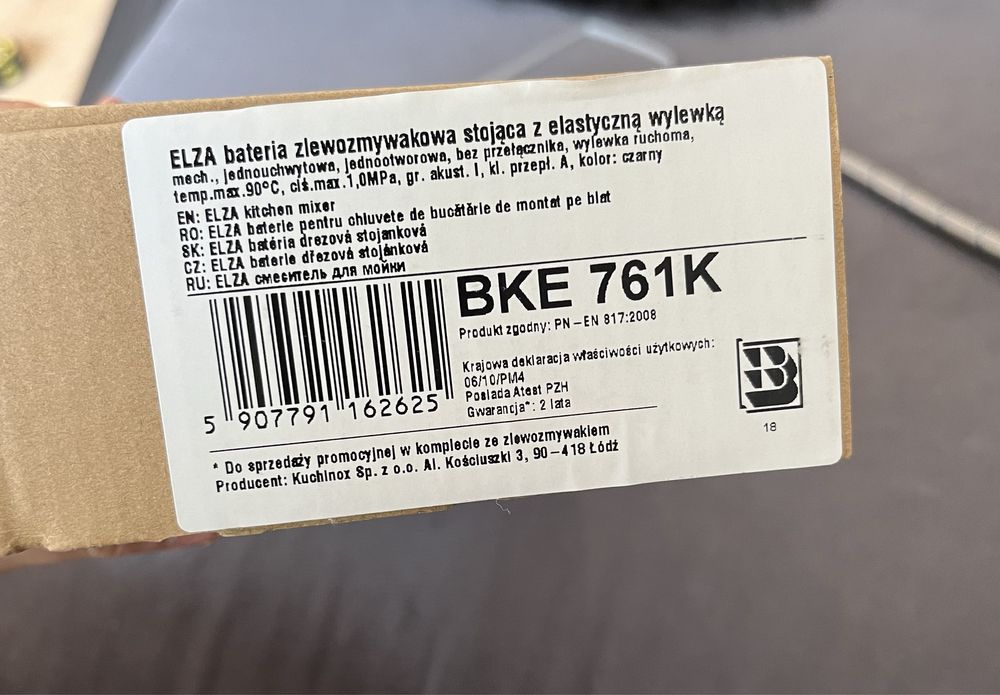 ELZA bateria zlewozmywakowa stojąca z elastyczną wylewką
mech., jednouchwytowa, jednootworowa, bez przełącznika, wylewka ruchoma,
temp.max.90°C, ciś.max.1,0MPa, gr. akust. I, kl. przepł. A, kolor: czarny
EN: ELZA kitchen mixer
RO: ELZA baterie pentru chiuvete de bucătărie de montat pe blat
SK: ELZA batéria drezová stojanková
CZ: ELZA baterie dřezová stojánková
RU: ELZA смеситель для мойки
BKE 761K
Produkt zgodny: PN-EN 817:2008
Krajowa deklaracja właściwości użytkowych:
06/10/PM4
Posiada Atest PZH
Gwarancja*: 2 lata
5 907791 162625
B
18
* Do sprzedaży promocyjnej w komplecie ze zlewozmywakiem
Producent: Kuchinox Sp. z o.o. Al. Kościuszki 3, 90-418 Łódź